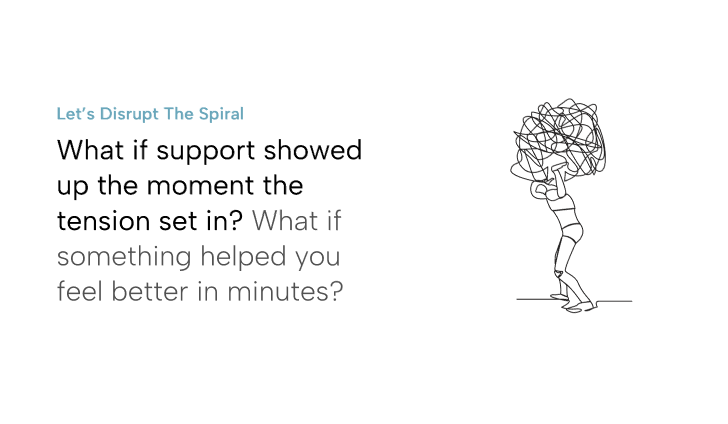 Let's Disrupt The Spiral
What if support showed
up the moment the
tension set in? What if
something helped you
feel better in minutes?